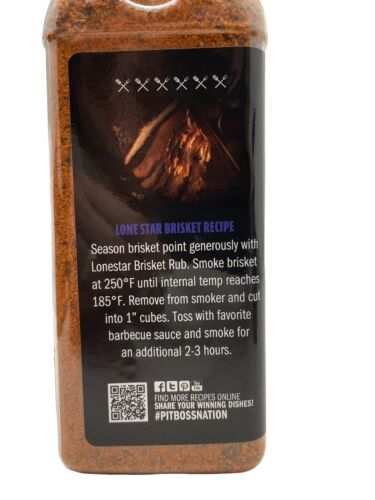 LONE STAR BRISKET RECIPE
Season brisket point generously with
Lonestar Brisket Rub. Smoke brisket
at 250°F until internal temp reaches
185°F. Remove from smoker and cut
into 1" cubes. Toss with favorite
barbecue sauce and smoke for
an additional 2-3 hours.
FIND MORE RECIPES ONLINE
SHARE YOUR WINNING DISHES!
#PITBOSSNATION